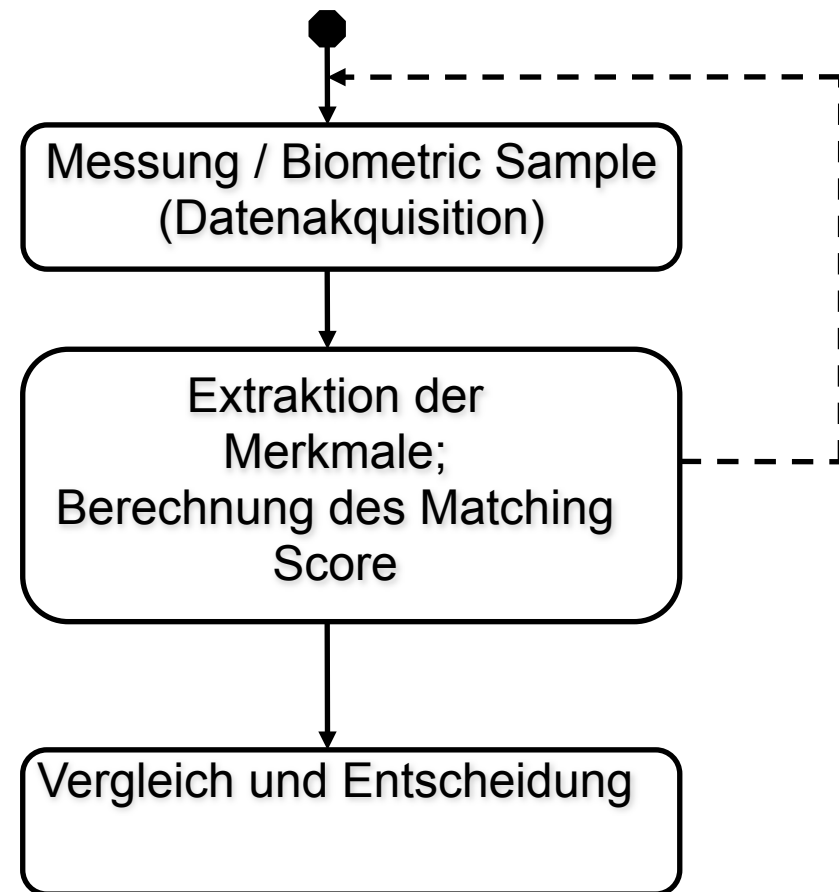 Messung / Biometric Sample
(Datenakquisition)
Extraktion der
Merkmale;
Berechnung des Matching
Score
Vergleich und Entscheidung